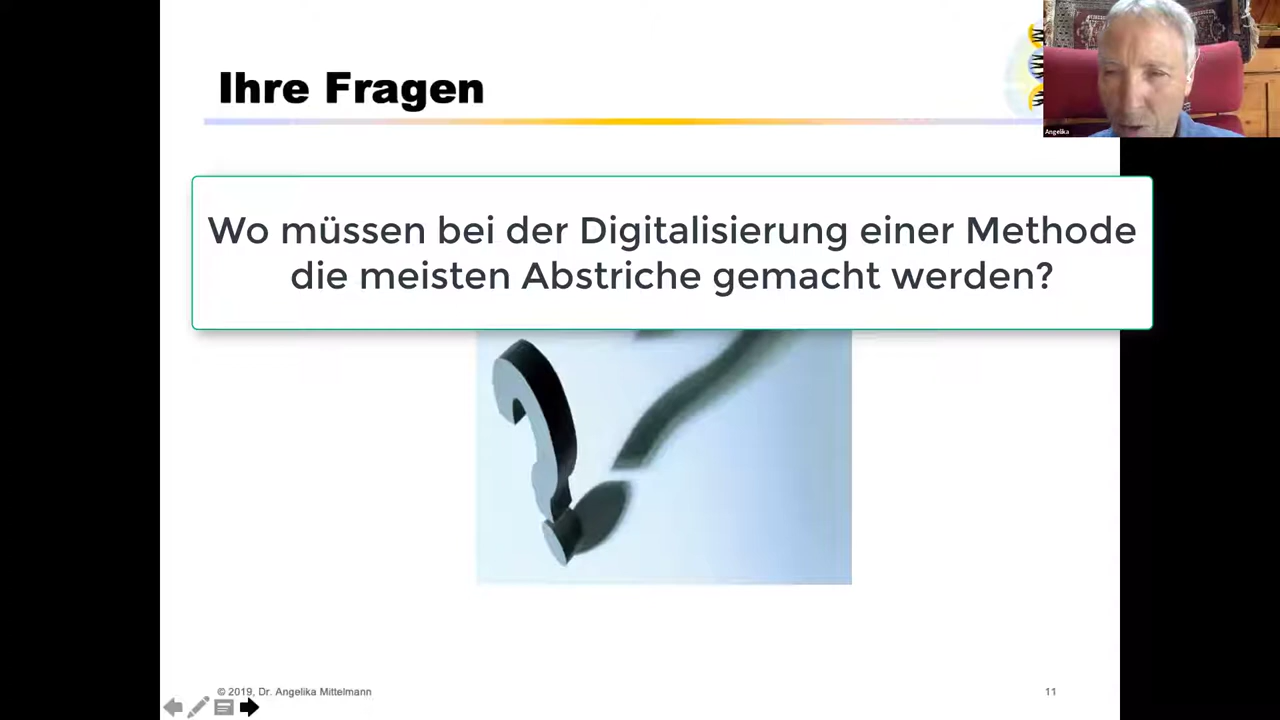 Ihre Fragen
Angelika
Wo müssen bei der Digitalisierung einer Methode
die meisten Abstriche gemacht werden?
© 2019, Dr. Angelika Mittelmann
11